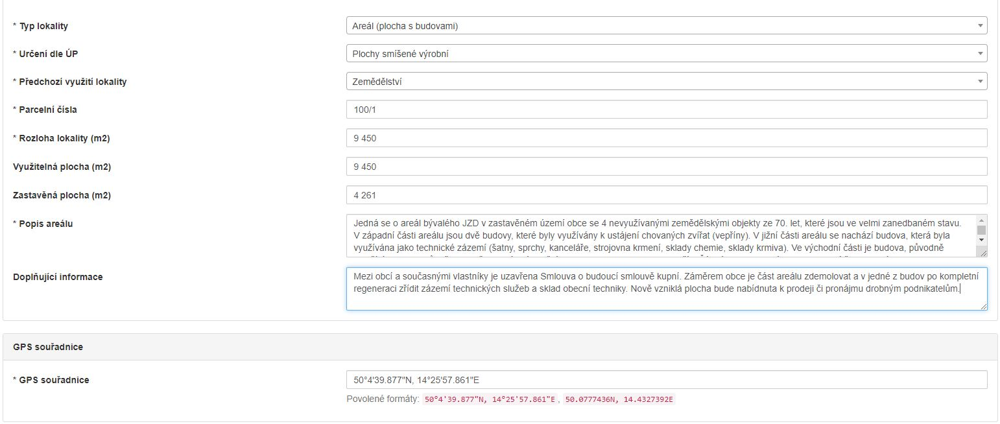 * Typ lokality
Areál (plocha s budovami)
* Určení dle ÚP
Plochy smíšené výrobní
* Předchozí využití lokality
Zemědělství
* Parcelní čísla
100/1
* Rozloha lokality (m2)
9 450
Využitelná plocha (m2)
9 450
Zastavěná plocha (m2)
4 261
* Popis areálu
Jedná se o areál bývalého JZD v zastavěném území obce se 4 nevyužívanými zemědělskými objekty ze 70. let, které jsou ve velmi zanedbaném stavu.
V západní části areálu jsou dvě budovy, které byly využívány k ustájení chovaných zvířat (vepříny). V jižní části areálu se nachází budova, která byla
využívána jako technické zázemí (šatny, sprchy, kanceláře, strojovna krmení, sklady chemie, sklady krmiva). Ve východní části je budova, původně
Doplňující informace
Mezi obcí a současnými vlastníky je uzavřena Smlouva o budoucí smlouvě kupní. Záměrem obce je část areálu zdemolovat a v jedné z budov po kompletní
regeneraci zřídit zázemí technických služeb a sklad obecní techniky. Nově vzniklá plocha bude nabídnuta k prodeji či pronájmu drobným podnikatelům.
GPS souřadnice
* GPS souřadnice
50°4'39.877"N, 14°25'57.861"E
Povolené formáty: 50°4'39.877"N, 14°25'57.861"E , 50.0777436N, 14.4327392E